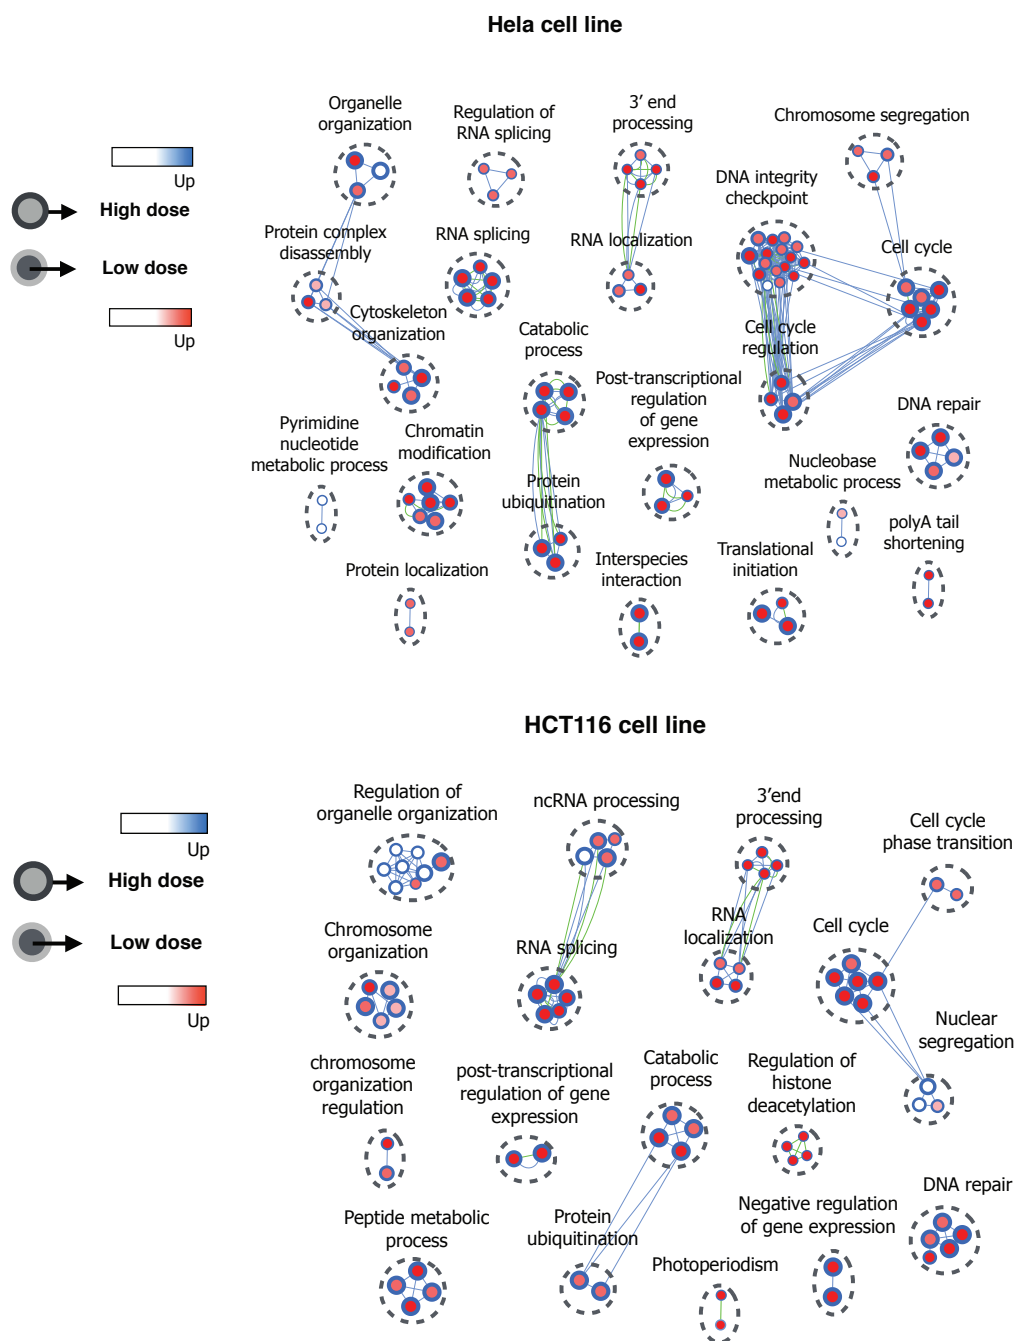 Hela cell line
Up
High dose
Low dose
Up
Organelle
organization
Regulation of
RNA splicing
3′ end
processing
Chromosome segregation
DNA integrity
checkpoint
Protein complex
disassembly
RNA splicing
RNA localization
Cell cycle
Cytoskeleton
organization
Catabolic
process
Cell cycle
regulation
Post-transcriptional
regulation
of gene
expression
Pyrimidine
nucleotide
metabolic process
Chromatin
modification
DNA repair
Nucleobase
metabolic process
Protein
ubiquitination
polyA tail
shortening
Protein localization
Interspecies
interaction
Translational
initiation
HCT116 cell line
Up
High dose
Low dose
Up
Regulation of
organelle organization
ncRNA processing
3′end
processing
Cell cycle
phase transition
Chromosome
organization
RNA splicing
RNA
localization
Cell cycle
Nuclear
segregation
chromosome
organization
regulation
post-transcriptional
regulation of gene
expression
Catabolic
process
Regulation of
histone
deacetylation
Peptide metabolic
process
Protein
ubiquitination
Negative regulation
of gene expression
DNA repair
Photoperiodism